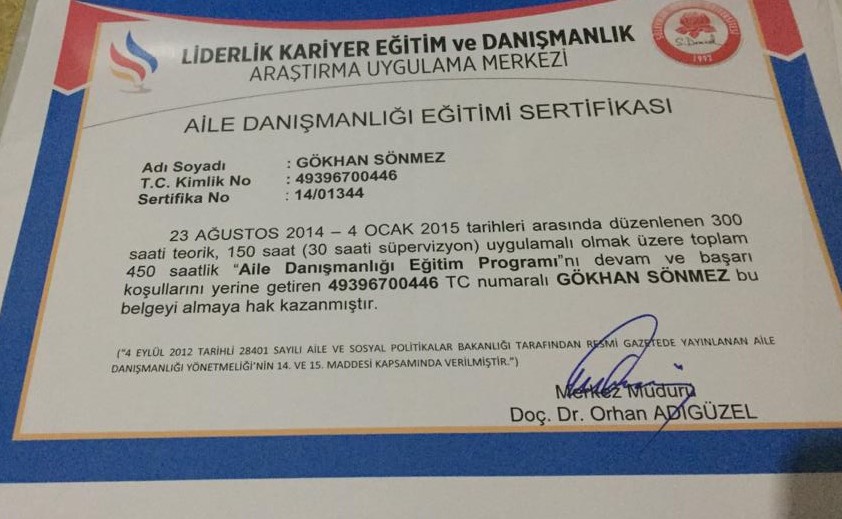 LİDERLİK KARİYER EĞİTİM ve DANIŞMANLIK
ARAŞTIRMA UYGULAMA MERKEZİ
S. Demirel
1992
AİLE DANIŞMANLIĞI EĞİTİMİ SERTİFİKASI
Adı Soyadı : GÖKHAN SÖNMEZ
T.C. Kimlik No : 49396700446
Sertifika No : 14/01344
23 AĞUSTOS 2014 – 4 OCAK 2015 tarihleri arasında düzenlenen 300
saati teorik, 150 saat (30 saati süpervizyon) uygulamalı olmak üzere toplam
450 saatlik "Aile Danışmanlığı Eğitim Programı"nı devam ve başarı
koşullarını yerine getiren 49396700446 TC numaralı GÖKHAN SÖNMEZ bu
belgeyi almaya hak kazanmıştır.
("4 EYLÜL 2012 TARİHLİ 28401 SAYILI AİLE VE SOSYAL POLİTİKALAR BAKANLIĞI TARAFINDAN RESMİ GAZETEDE YAYINLANAN AİLE
DANIŞMANLIĞI YÖNETMELİĞİ'NİN 14. VE 15. MADDESİ KAPSAMINDA VERİLMİŞTİR.")
Merkez Müdürü
Doç. Dr. Orhan ADIGÜZEL